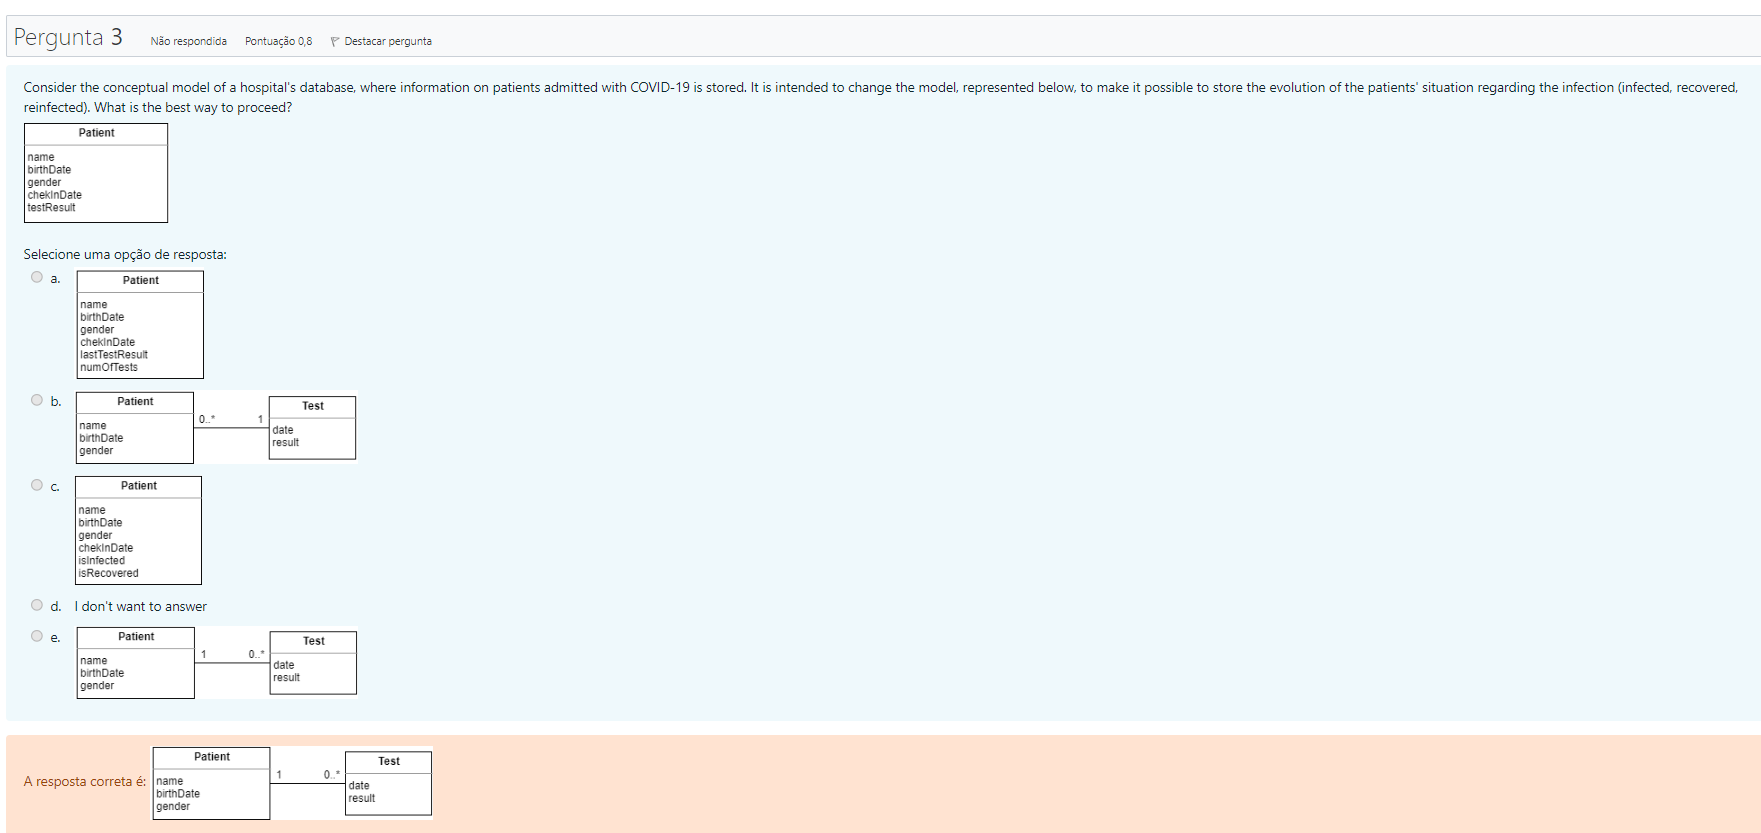 Pergunta 3 Não respondida Pontuação 0,8 Destacar pergunta
Consider the conceptual model of a hospital's database, where information on patients admitted with COVID-19 is stored. It is intended to change the model, represented below, to make it possible to store the evolution of the patients' situation regarding the infection (infected, recovered,
reinfected). What is the best way to proceed?
Patient
name
birthDate
gender
chekInDate
testResult
Selecione uma opção de resposta:
a.
Patient
name
birthDate
gender
chekInDate
lastTestResult
numOfTests
b.
Patient
name
birthDate
gender
0..* 1
Test
date
result
c.
Patient
name
birthDate
gender
chekInDate
isInfected
isRecovered
d. I don't want to answer
e.
Patient
name
birthDate
gender
1 0..*
Test
date
result
A resposta correta é:
Patient
name
birthDate
gender
1 0..*
Test
date
result